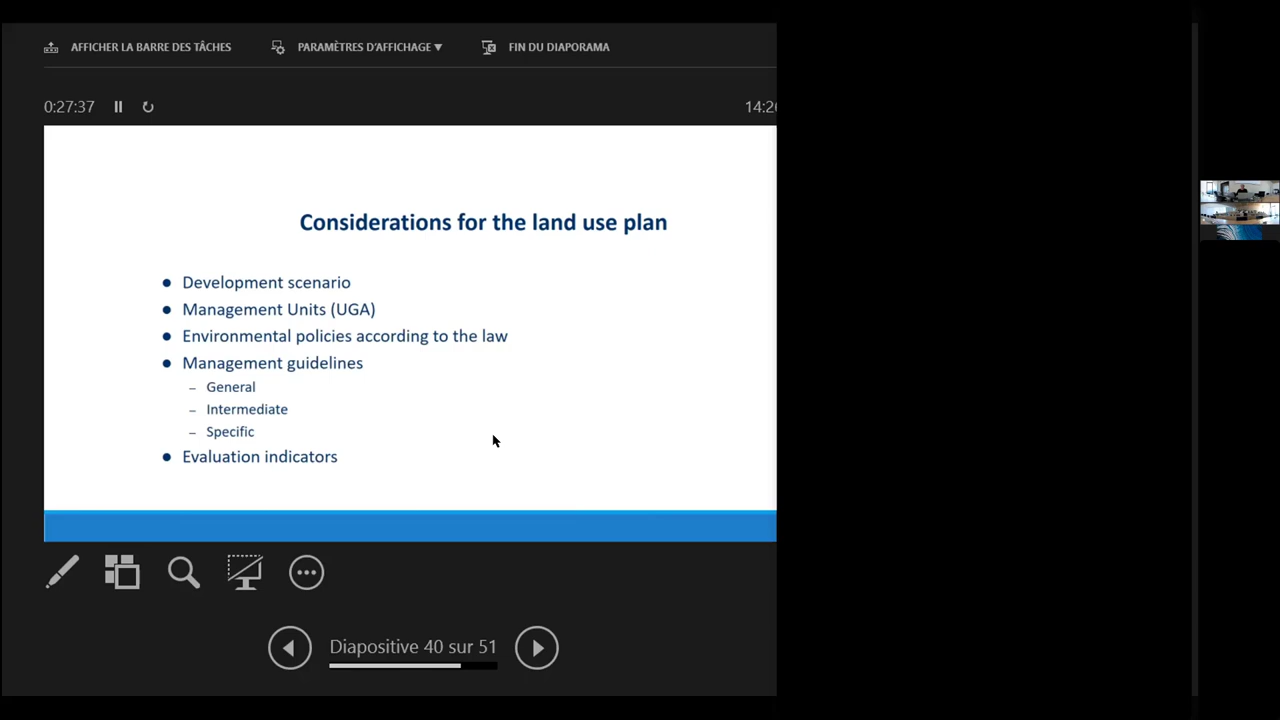 AFFICHER LA BARRE DES TÂCHES PARAMÈTRES D'AFFICHAGE ▼ FIN DU DIAPORAMA
0:27:37
Considerations for the land use plan
● Development scenario
● Management Units (UGA)
● Environmental policies according to the law
● Management guidelines
– General
– Intermediate
– Specific
● Evaluation indicators
Diapositive 40 sur 51